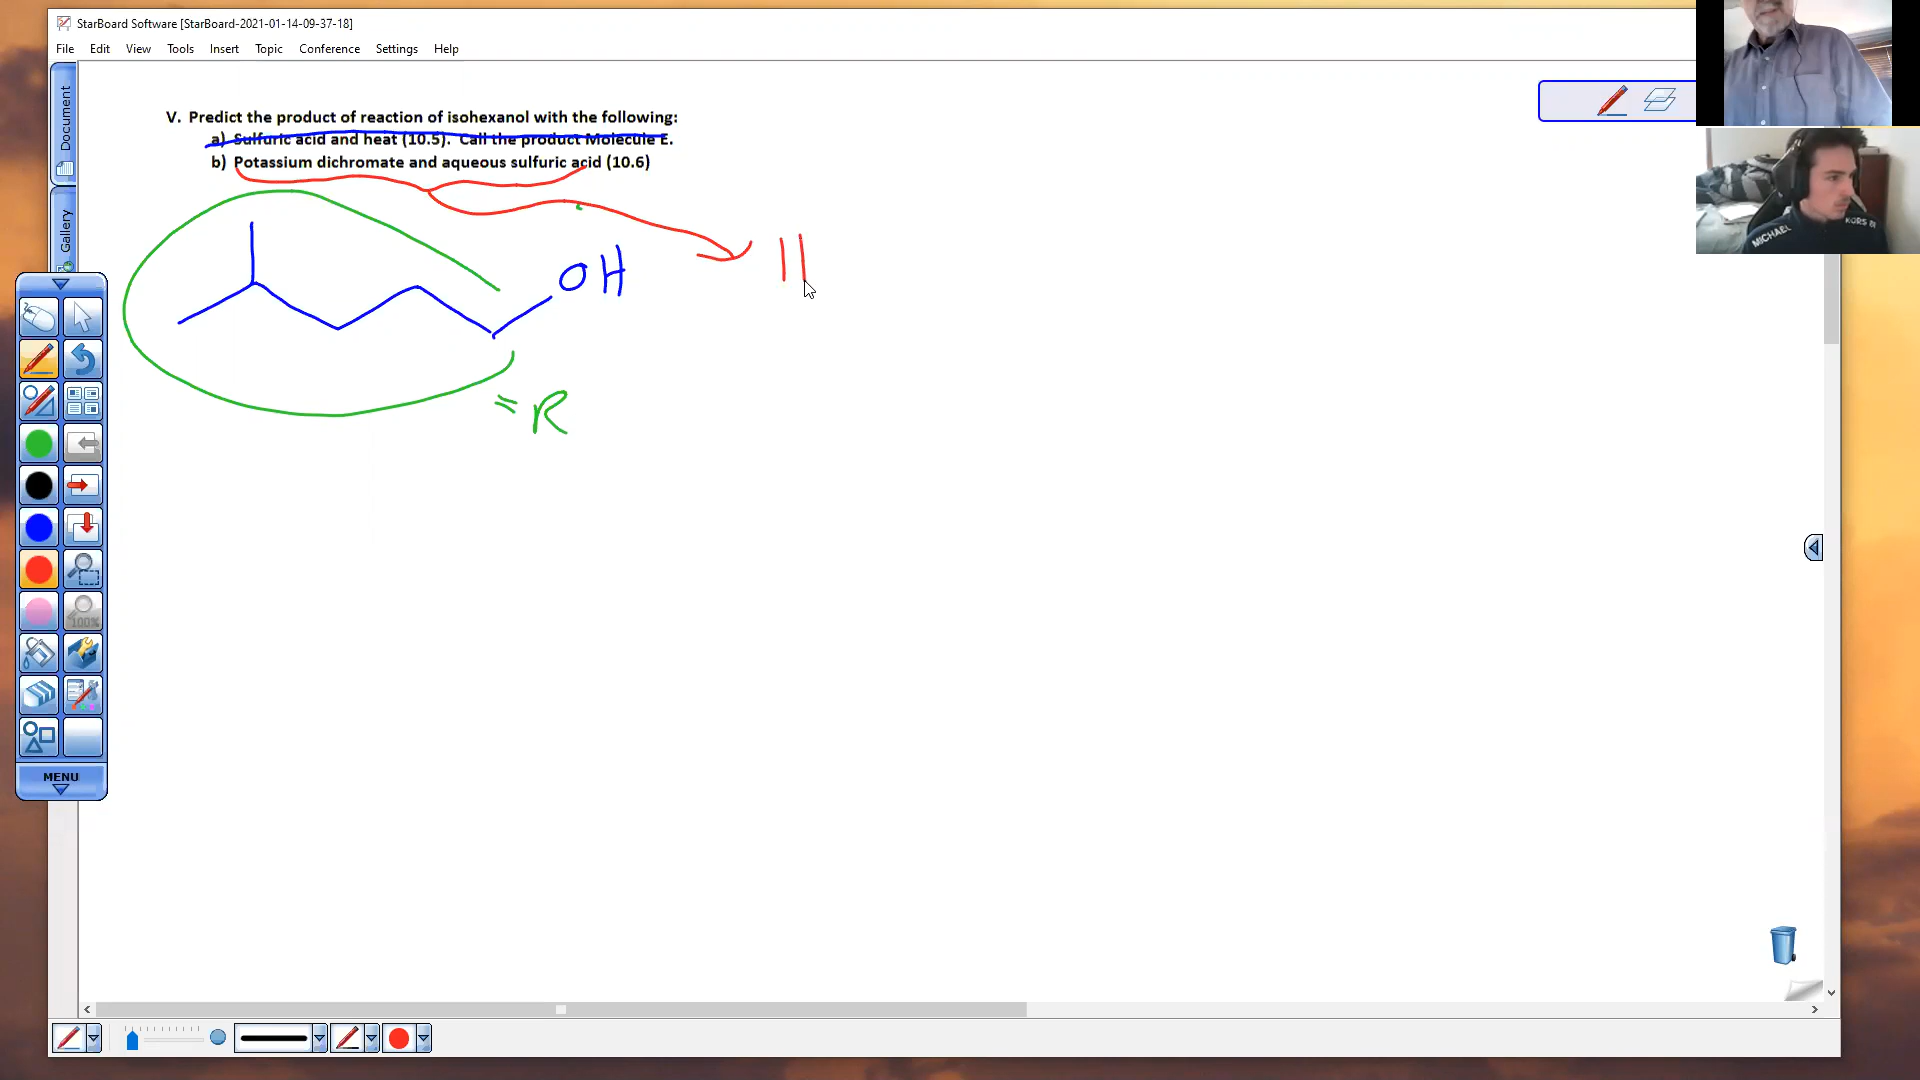 StarBoard Software [StarBoard-2021-01-14-09-37-18]
File Edit View Tools Insert Topic Conference Settings Help
Document
Gallery
V. Predict the product of reaction of isohexanol with the following:
a) Sulfuric acid and heat (10.5). Call the product Molecule E.
b) Potassium dichromate and aqueous sulfuric acid (10.6)
OH
= R
100%
MENU
MICHAEL
KORS